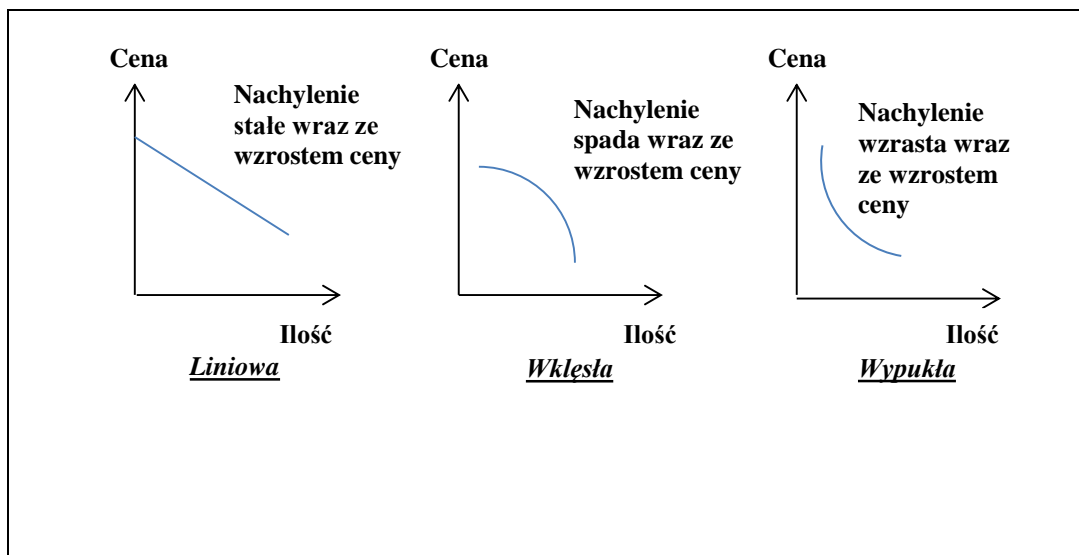 Cena
Nachylenie
stałe wraz ze
wzrostem ceny
Ilość
Liniowa
Cena
Nachylenie
spada wraz ze
wzrostem ceny
Ilość
Wklęsła
Cena
Nachylenie
wzrasta wraz
ze wzrostem
ceny
Ilość
Wypukła